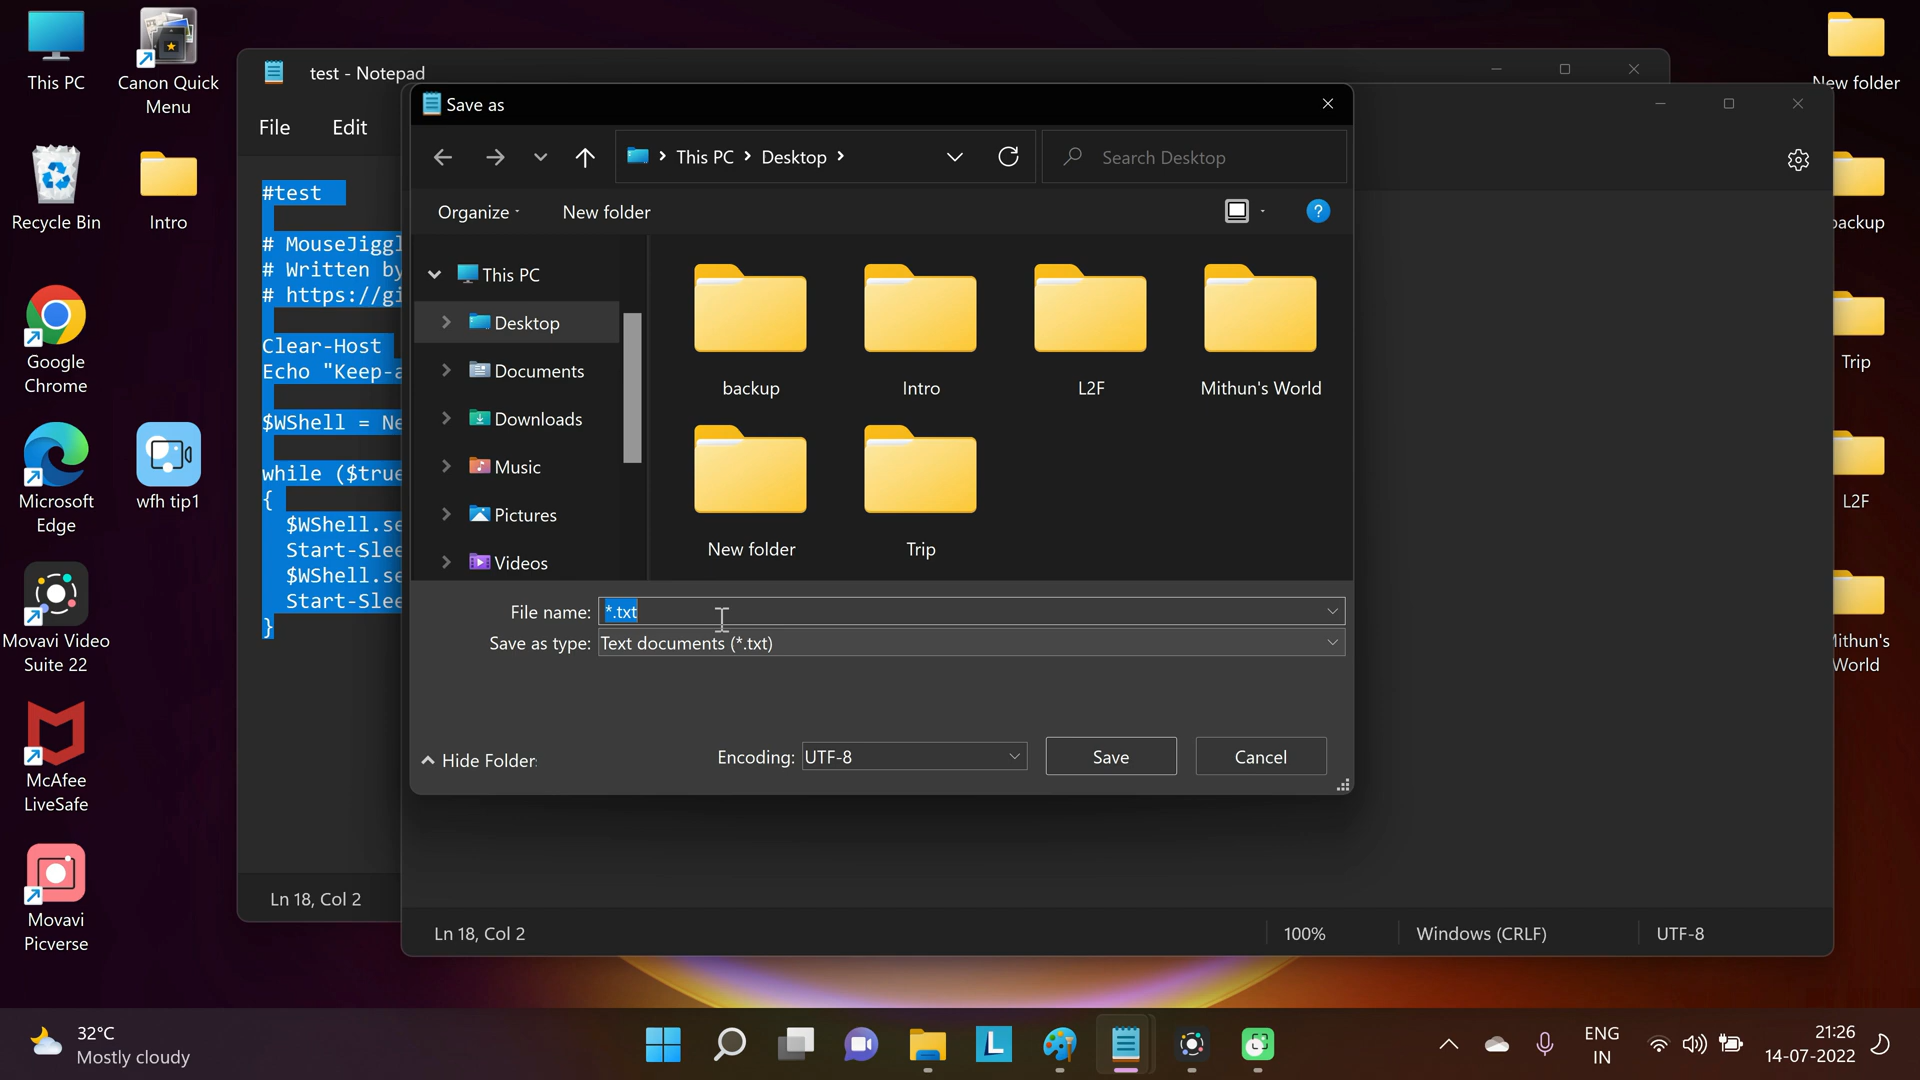 This PC
Canon Quick
Menu
Recycle Bin
Intro
Google
Chrome
Microsoft
Edge
wfh tip1
Movavi Video
Suite 22
McAfee
LiveSafe
Movavi
Picverse
test - Notepad
File
Edit
#test
# MouseJiggl
# Written by
# https://gi
Clear-Host
Echo "Keep-a
$WShell = Ne
while ($true
{
$WShell.se
Start-Slee
$WShell.se
Start-Slee
}
Ln 18, Col 2
Save as
This PC
Desktop
Search Desktop
Organize
New folder
?
This PC
Desktop
Documents
Downloads
Music
Pictures
Videos
backup
Intro
L2F
Mithun's World
New folder
Trip
File name:
*.txt
Save as type:
Text documents (*.txt)
Hide Folder
Encoding:
UTF-8
Save
Cancel
Ln 18, Col 2
100%
Windows (CRLF)
UTF-8
New folder
backup
Trip
L2F
Mithun's
World
32°C
Mostly cloudy
L
ENG
IN
21:26
14-07-2022